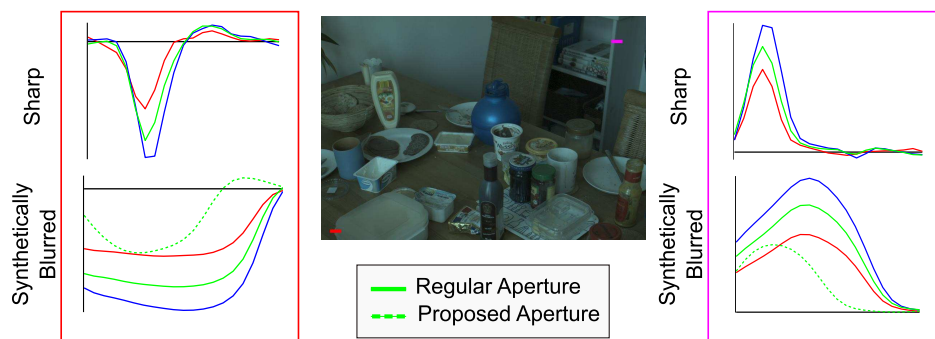 Sharp
Synthetically
Blurred
Regular Aperture
Proposed Aperture
Sharp
Synthetically
Blurred